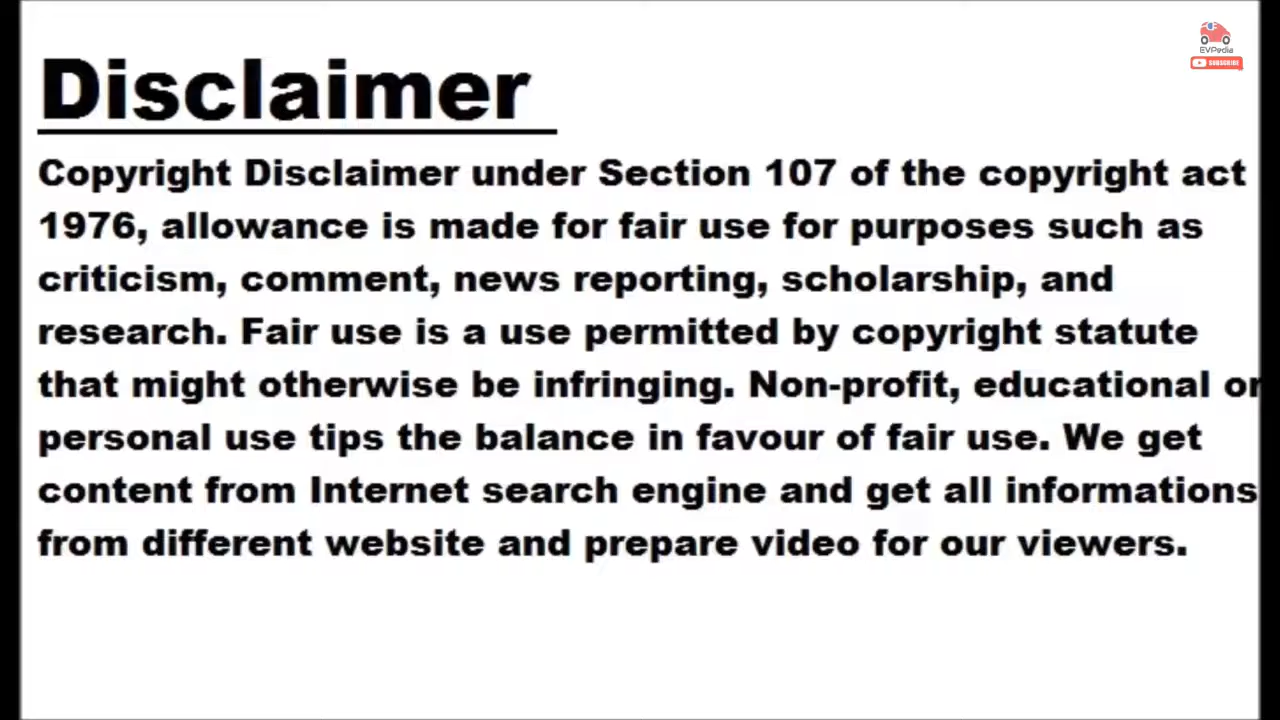 EVPedia
SUBSCRIBE
Disclaimer
Copyright Disclaimer under Section 107 of the copyright act
1976, allowance is made for fair use for purposes such as
criticism, comment, news reporting, scholarship, and
research. Fair use is a use permitted by copyright statute
that might otherwise be infringing. Non-profit, educational or
personal use tips the balance in favour of fair use. We get
content from Internet search engine and get all informations
from different website and prepare video for our viewers.